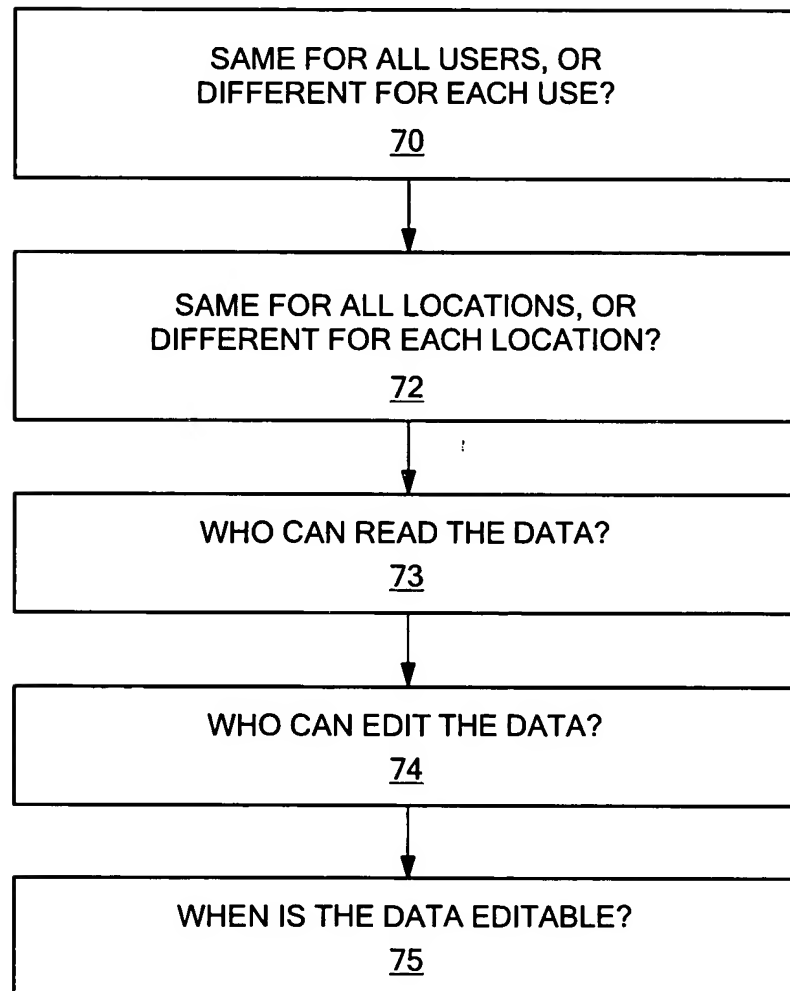 SAME FOR ALL USERS, OR
DIFFERENT FOR EACH USE?
70
SAME FOR ALL LOCATIONS, OR
DIFFERENT FOR EACH LOCATION?
72
WHO CAN READ THE DATA?
73
WHO CAN EDIT THE DATA?
74
WHEN IS THE DATA EDITABLE?
75